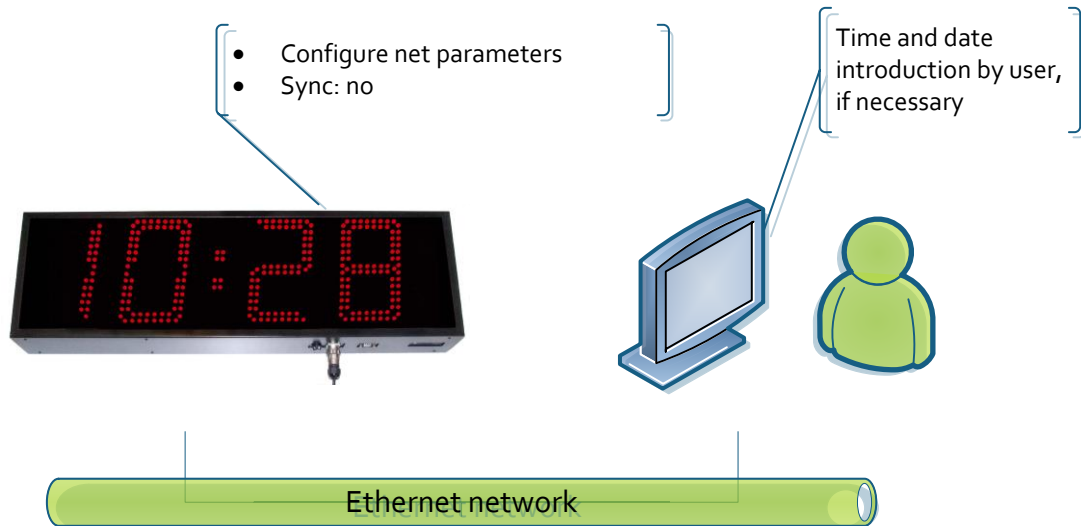 • Configure net parameters
• Sync: no
Time and date
introduction by user,
if necessary
10:28
Ethernet network